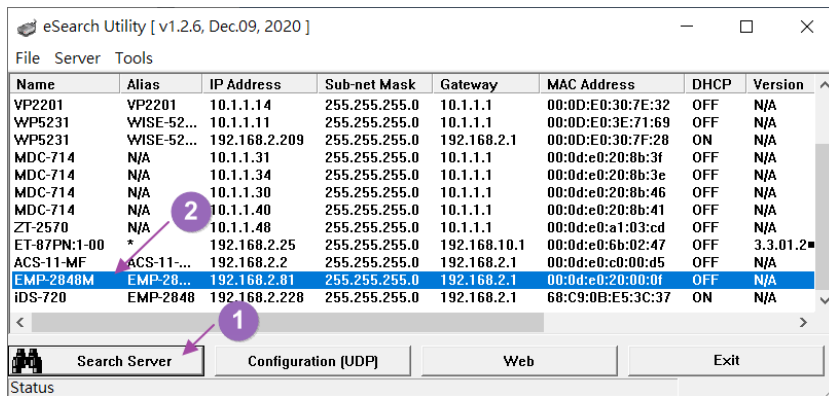 eSearch Utility [ v1.2.6, Dec.09, 2020 ]
File Server Tools
Name Alias IP Address Sub-net Mask Gateway MAC Address DHCP Version
VP2201 VP2201 10.1.1.14 255.255.255.0 10.1.1.1 00:0D:E0:30:7E:32 OFF N/A
WP5231 WISE-52... 10.1.1.11 255.255.255.0 10.1.1.1 00:0D:E0:3E:71:69 OFF N/A
WP5231 WISE-52... 192.168.2.209 255.255.255.0 192.168.2.1 00:0D:E0:30:7F:28 ON N/A
MDC-714 N/A 10.1.1.31 255.255.255.0 10.1.1.1 00:0d:e0:20:8b:3f OFF N/A
MDC-714 N/A 10.1.1.34 255.255.255.0 10.1.1.1 00:0d:e0:20:8b:3e OFF N/A
MDC-714 N/A 10.1.1.30 255.255.255.0 10.1.1.1 00:0d:e0:20:8b:46 OFF N/A
MDC-714 N/A 10.1.1.40 255.255.255.0 10.1.1.1 00:0d:e0:20:8b:41 OFF N/A
ZT-2570 N/A 10.1.1.48 255.255.255.0 10.1.1.1 00:0d:e0:a1:03:cd OFF N/A
2
ET-87PN:1-00 * 192.168.2.25 255.255.255.0 192.168.10.1 00:0d:e0:6b:02:47 OFF 3.3.01.2
ACS-11-MF ACS-11-... 192.168.2.2 255.255.255.0 192.168.2.1 00:0d:e0:c0:00:d5 OFF N/A
EMP-2848M EMP-28... 192.168.2.81 255.255.255.0 192.168.2.1 00:0d:e0:20:00:0f OFF N/A
iDS-720 EMP-2848 192.168.2.228 255.255.255.0 192.168.2.1 68:C9:0B:E5:3C:37 ON N/A
1
Search Server Configuration (UDP) Web Exit
Status